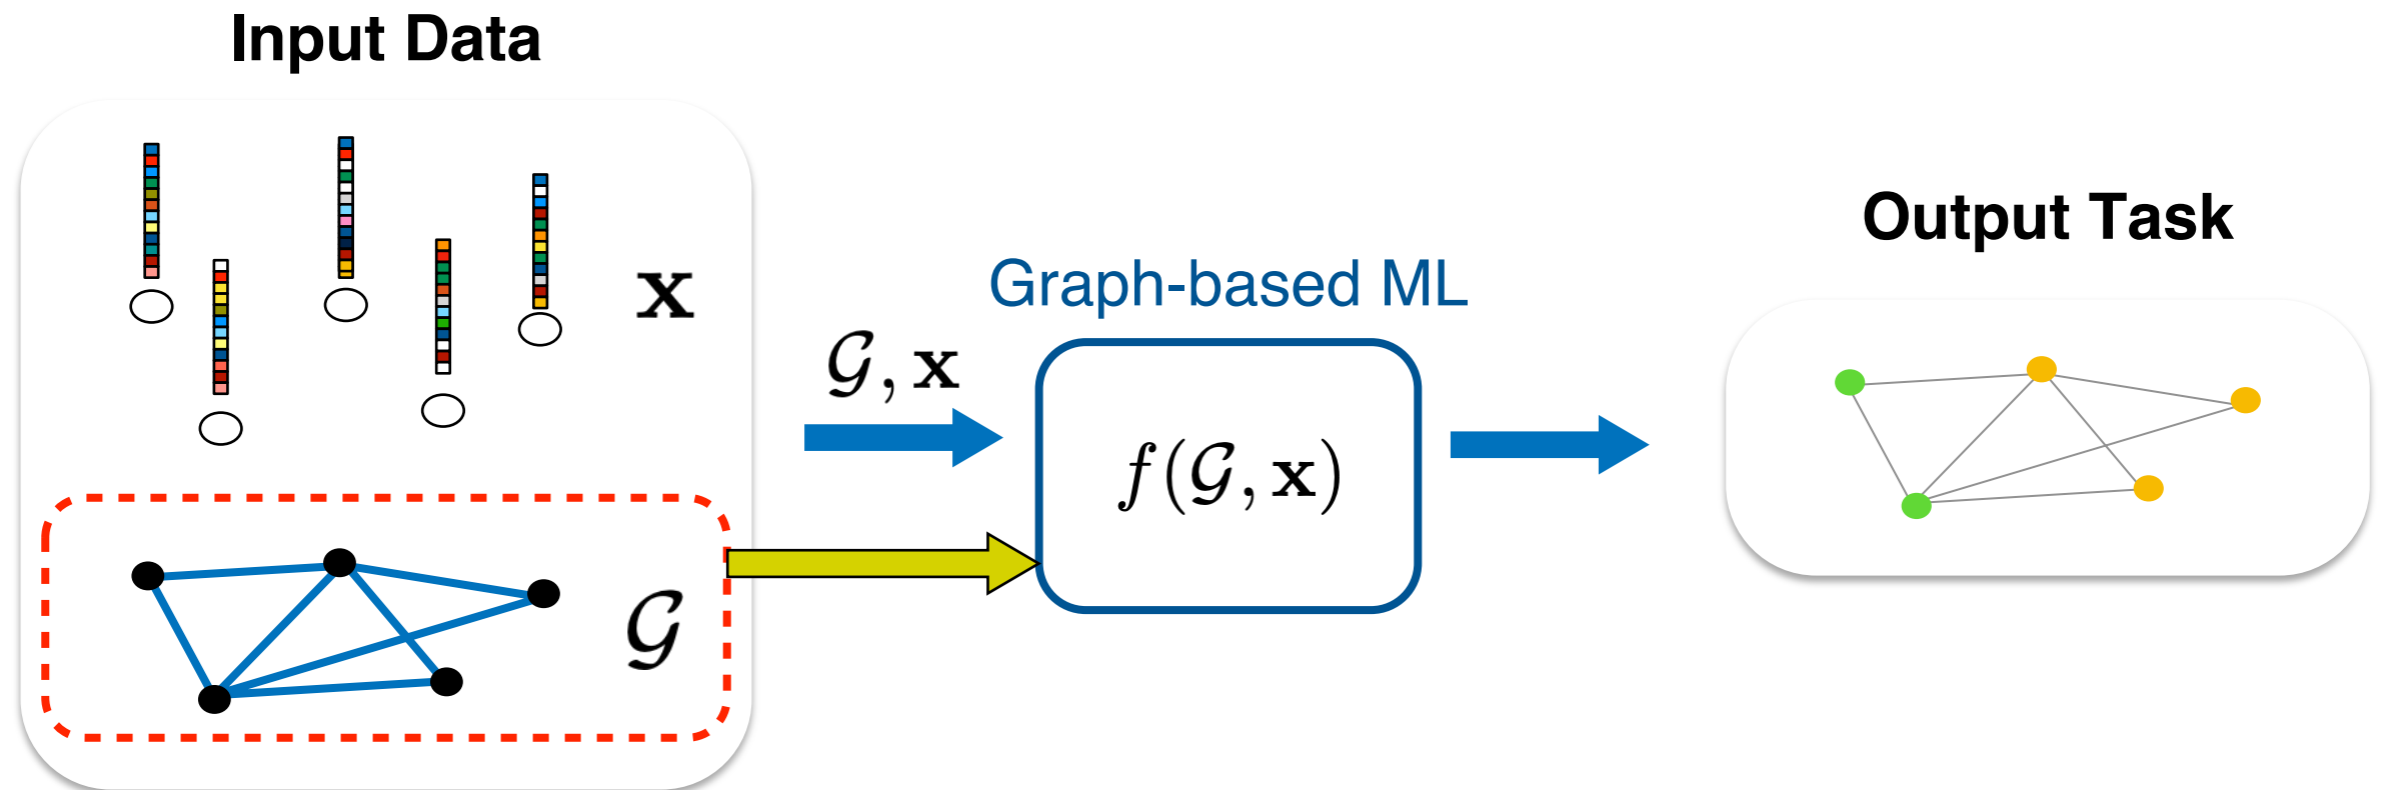 Input Data
x
𝒢
𝒢, x
Graph-based ML
f(𝒢, x)
Output Task